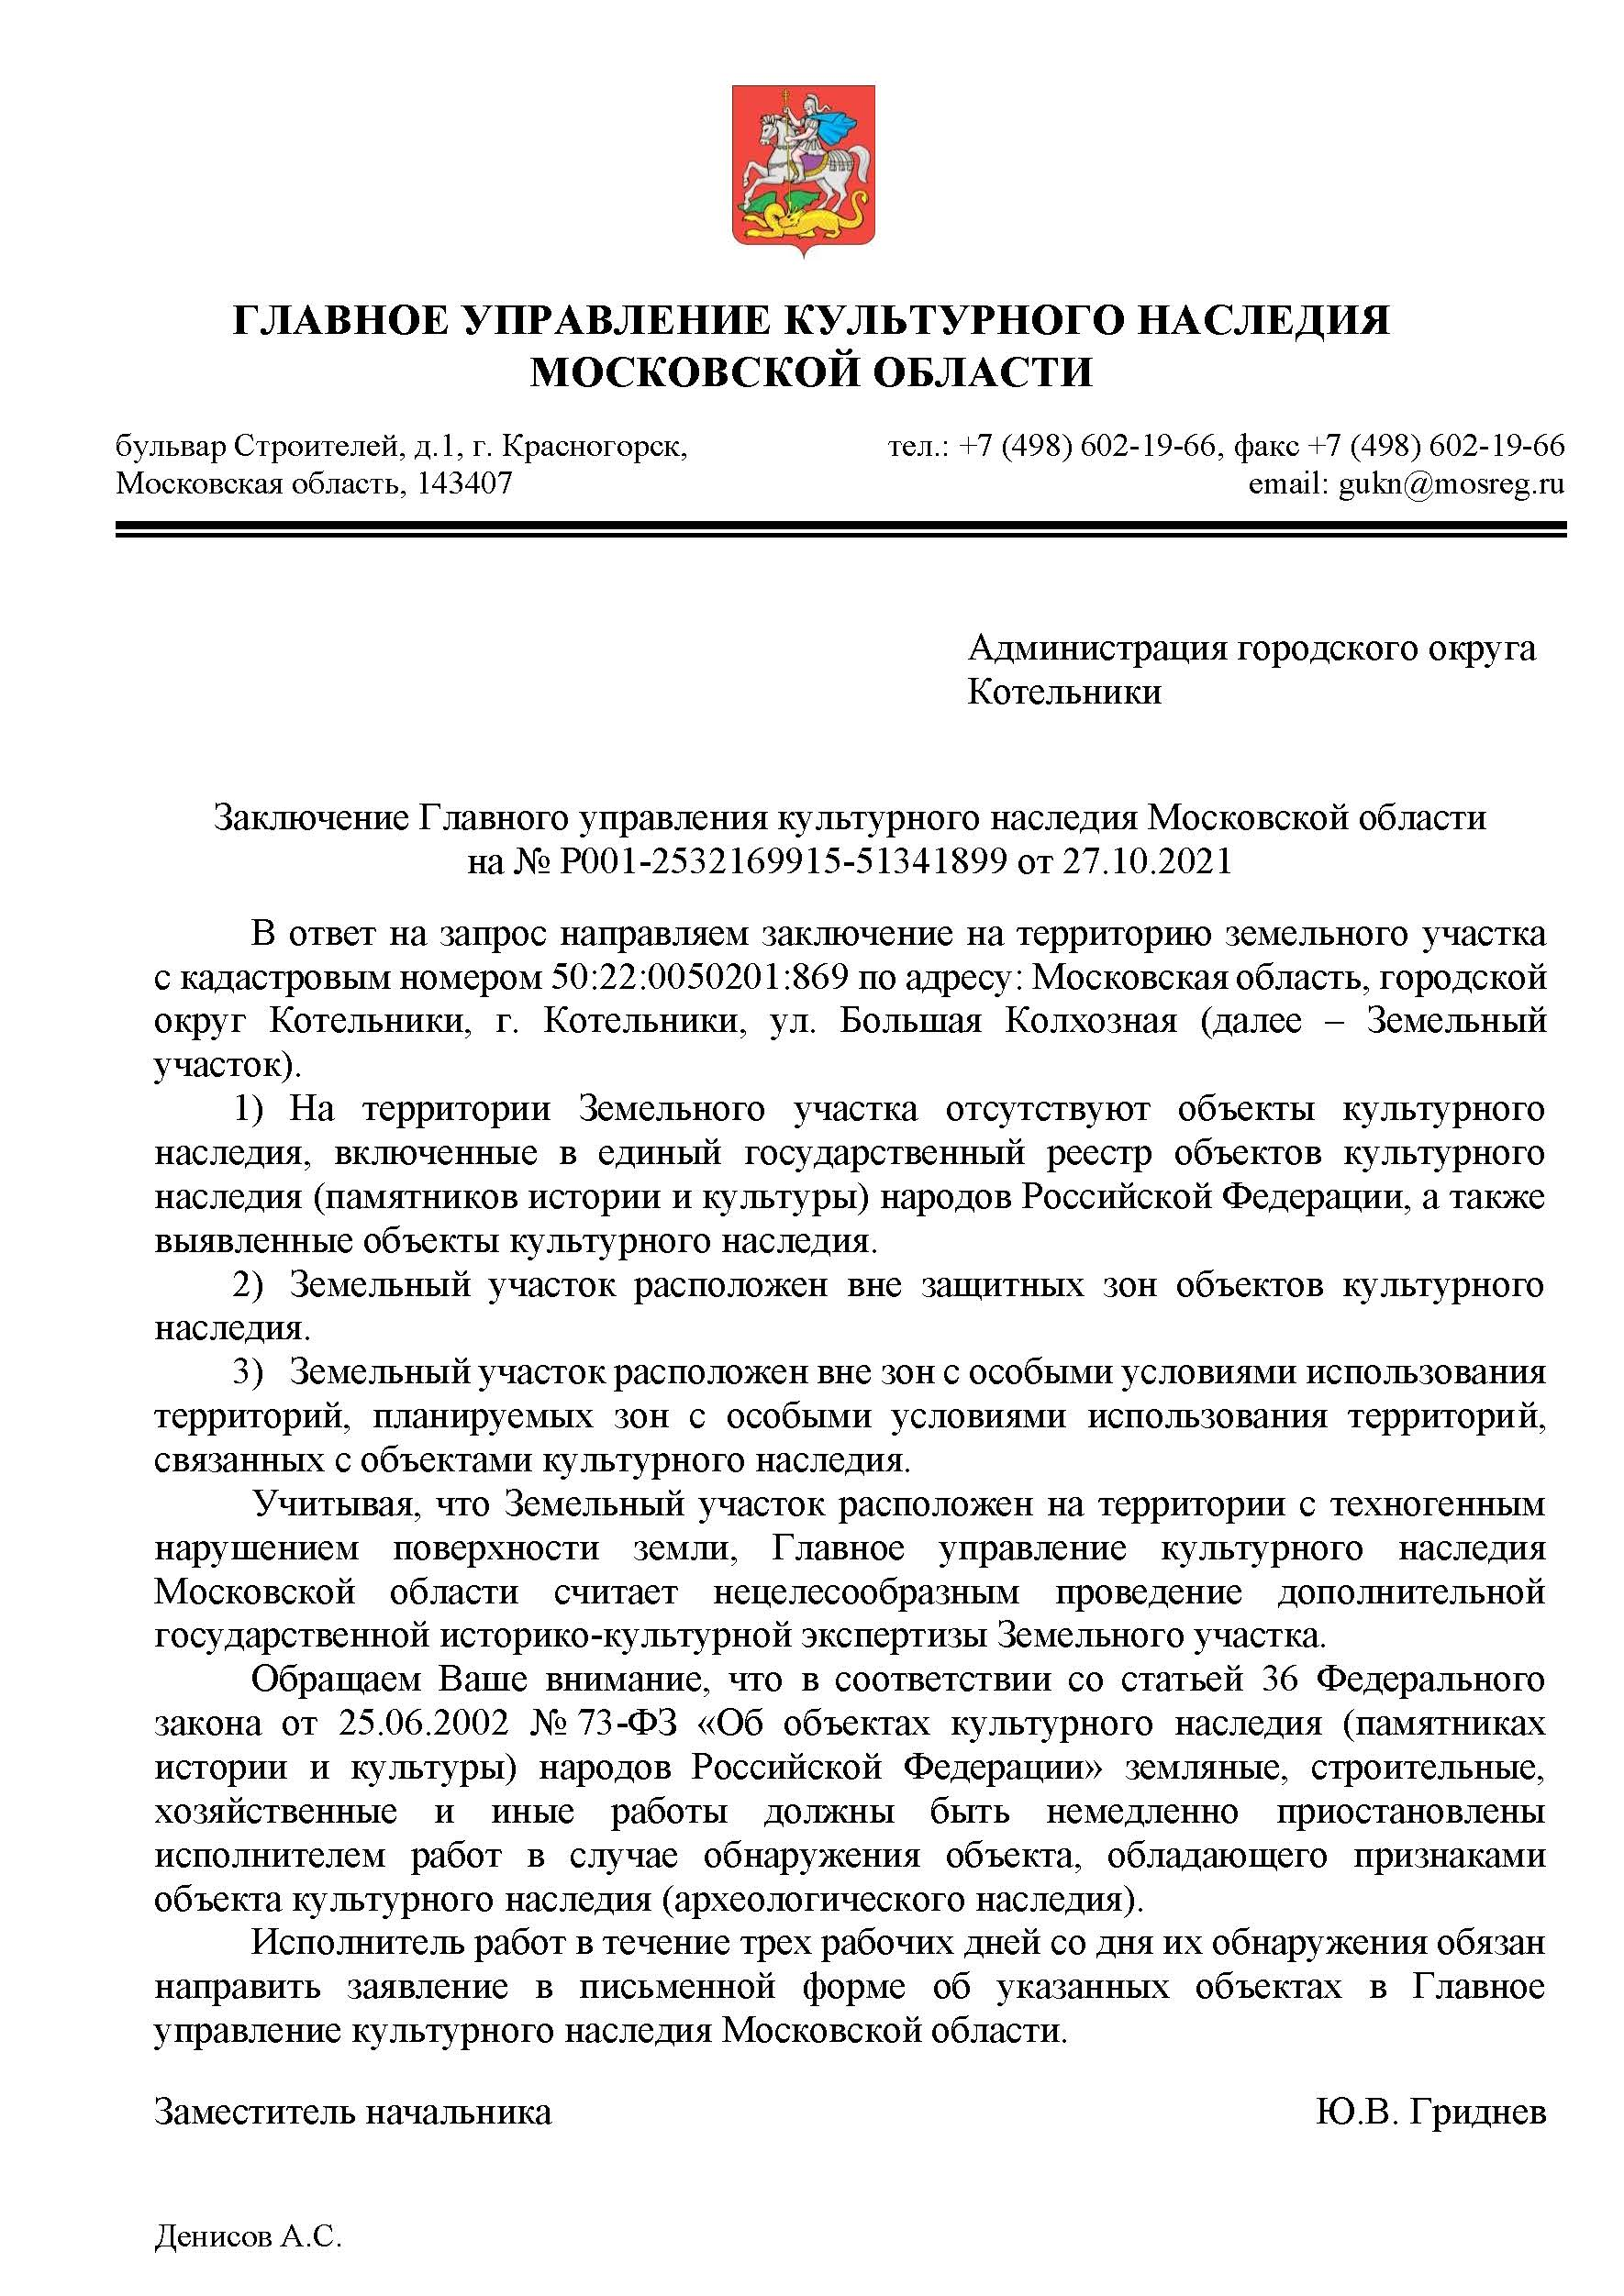 ГЛАВНОЕ УПРАВЛЕНИЕ КУЛЬТУРНОГО НАСЛЕДИЯ
МОСКОВСКОЙ ОБЛАСТИ
бульвар Строителей, д.1, г. Красногорск,
Московская область, 143407
тел.: +7 (498) 602-19-66, факс +7 (498) 602-19-66
email: gukn@mosreg.ru
Администрация городского округа
Котельники
Заключение Главного управления культурного наследия Московской области
на № Р001-2532169915-51341899 от 27.10.2021
В ответ на запрос направляем заключение на территорию земельного участка
с кадастровым номером 50:22:0050201:869 по адресу: Московская область, городской
округ Котельники, г. Котельники, ул. Большая Колхозная (далее – Земельный
участок).
1) На территории Земельного участка отсутствуют объекты культурного
наследия, включенные в единый государственный реестр объектов культурного
наследия (памятников истории и культуры) народов Российской Федерации, а также
выявленные объекты культурного наследия.
2) Земельный участок расположен вне защитных зон объектов культурного
наследия.
3) Земельный участок расположен вне зон с особыми условиями использования
территорий, планируемых зон с особыми условиями использования территорий,
связанных с объектами культурного наследия.
Учитывая, что Земельный участок расположен на территории с техногенным
нарушением поверхности земли, Главное управление культурного наследия
Московской области считает нецелесообразным проведение дополнительной
государственной историко-культурной экспертизы Земельного участка.
Обращаем Ваше внимание, что в соответствии со статьей 36 Федерального
закона от 25.06.2002 № 73-ФЗ «Об объектах культурного наследия (памятниках
истории и культуры) народов Российской Федерации» земляные, строительные,
хозяйственные и иные работы должны быть немедленно приостановлены
исполнителем работ в случае обнаружения объекта, обладающего признаками
объекта культурного наследия (археологического наследия).
Исполнитель работ в течение трех рабочих дней со дня их обнаружения обязан
направить заявление в письменной форме об указанных объектах в Главное
управление культурного наследия Московской области.
Заместитель начальника
Ю.В. Гриднев
Денисов А.С.